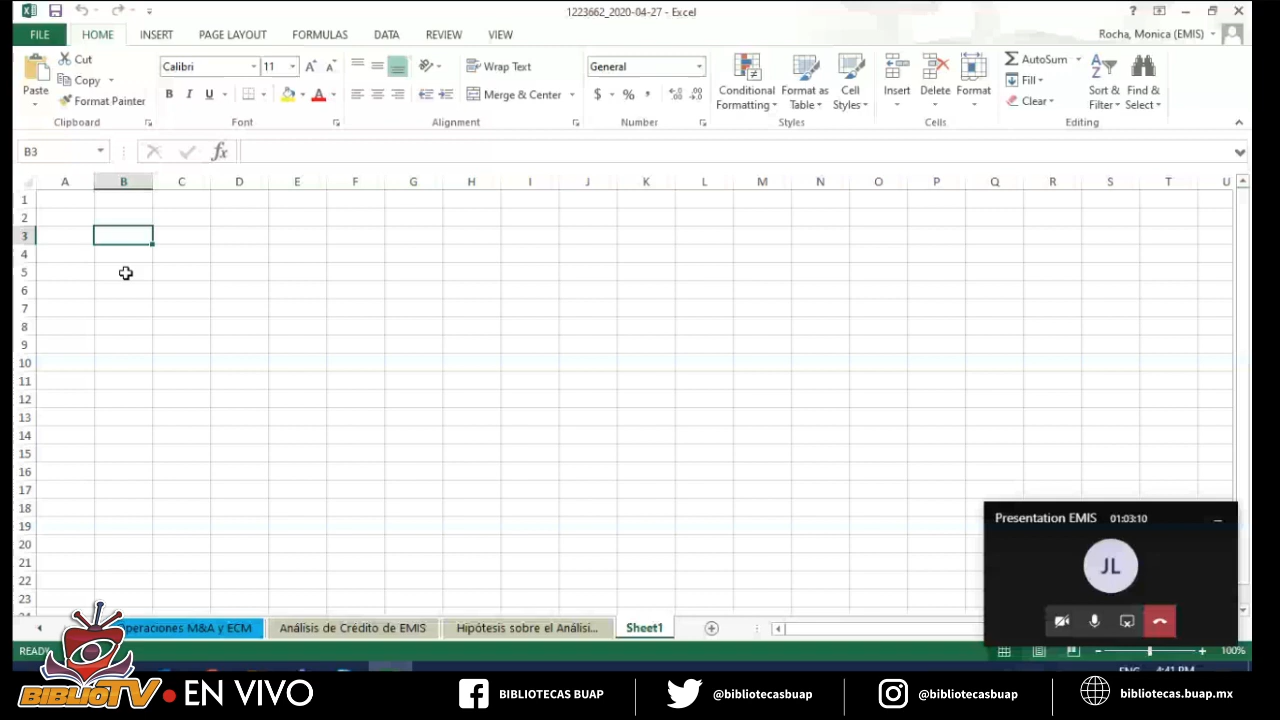 1223662_2020-04-27 - Excel
?
FILE HOME INSERT PAGE LAYOUT FORMULAS DATA REVIEW VIEW Rocha, Monica (EMIS)
Paste
Cut
Copy
Format Painter
Clipboard
Calibri 11
B I U A
Font
Wrap Text
Merge & Center
Alignment
General
$ % ,
Number
Conditional Formatting
Format as Table
Cell Styles
Styles
Insert
Delete
Format
Cells
AutoSum
Fill
Clear
Sort & Filter
Find & Select
Editing
B3 fx
A B C D E F G H I J K L M N O P Q R S T U
1
2
3
4
5
6
7
8
9
10
11
12
13
14
15
16
17
18
19
20
21
22
23
Presentation EMIS 01:03:10
JL
Operaciones M&A y ECM Análisis de Crédito de EMIS Hipótesis sobre el Análisi... Sheet1
READY 100%
4:41 PM
BIBLIOTV EN VIVO BIBLIOTECAS BUAP @bibliotecasbuap @bibliotecasbuap bibliotecas.buap.mx